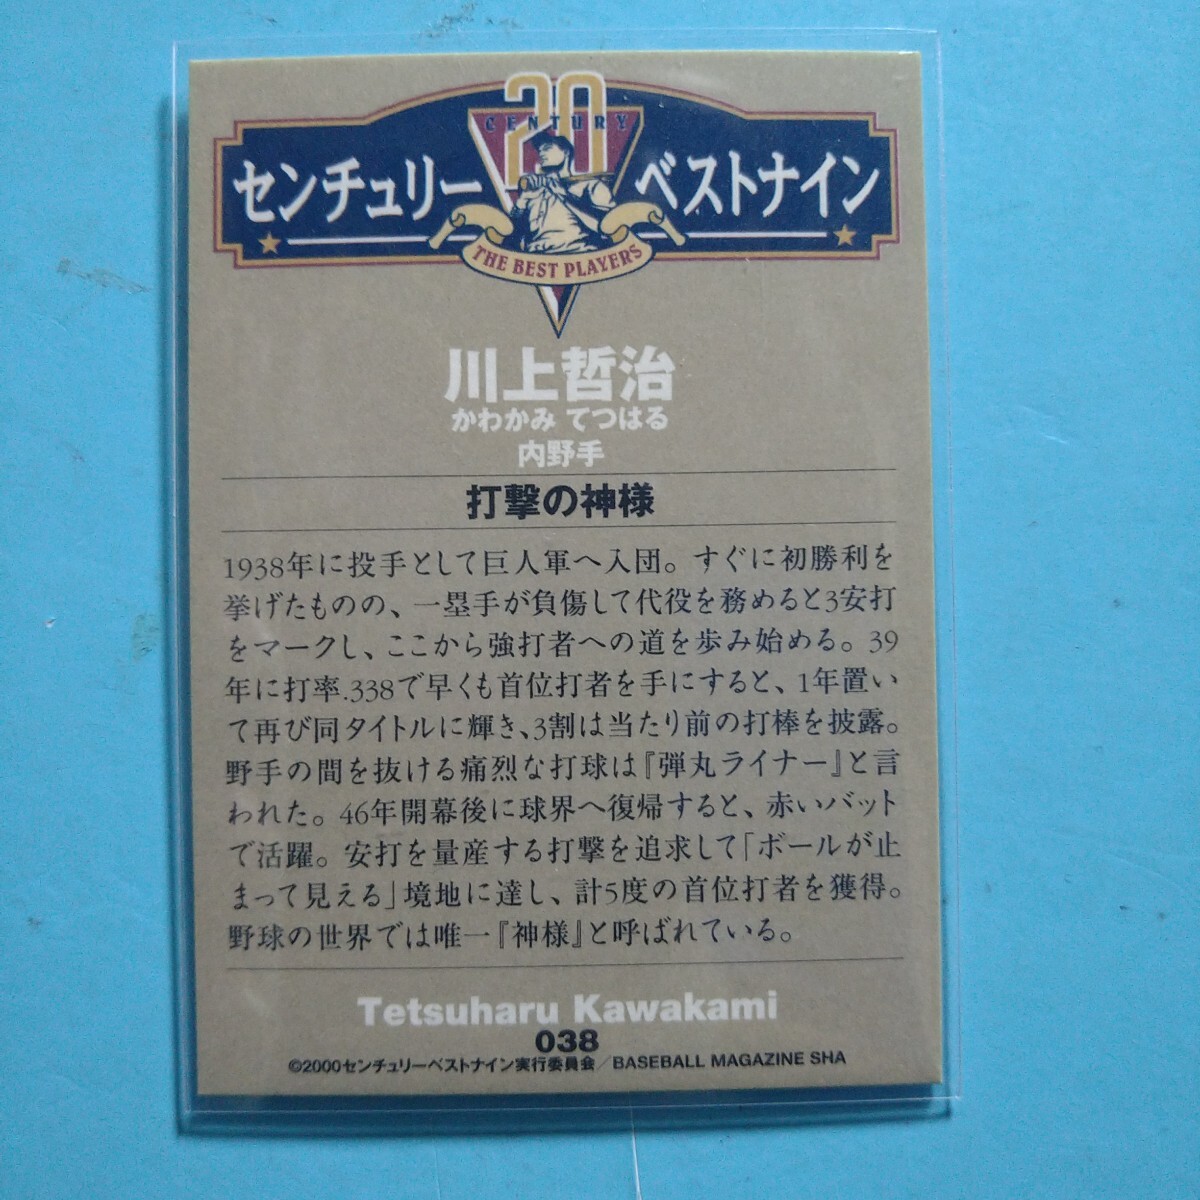 20
CENTURY
センチュリー ベストナイン
THE BEST PLAYERS
川上哲治
かわかみ てつはる
内野手
打撃の神様
1938年に投手として巨人軍へ入団。すぐに初勝利を
挙げたものの、一塁手が負傷して代役を務めると3安打
をマークし、ここから強打者への道を歩み始める。39
年に打率.338で早くも首位打者を手にすると、1年置い
て再び同タイトルに輝き、3割は当たり前の打棒を披露。
野手の間を抜ける痛烈な打球は『弾丸ライナー』と言
われた。46年開幕後に球界へ復帰すると、赤いバット
で活躍。安打を量産する打撃を追求して「ボールが止
まって見える」境地に達し、計5度の首位打者を獲得。
野球の世界では唯一『神様』と呼ばれている。
Tetsuharu Kawakami
038
©2000センチュリーベストナイン実行委員会／BASEBALL MAGAZINE SHA